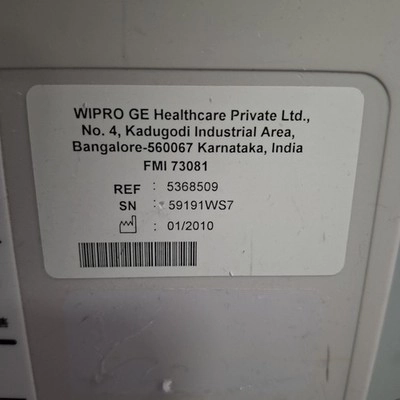 WIPRO GE Healthcare Private Ltd.,
No. 4, Kadugodi Industrial Area,
Bangalore-560067 Karnataka, India
FMI 73081
REF : 5368509
SN : 59191WS7
: 01/2010